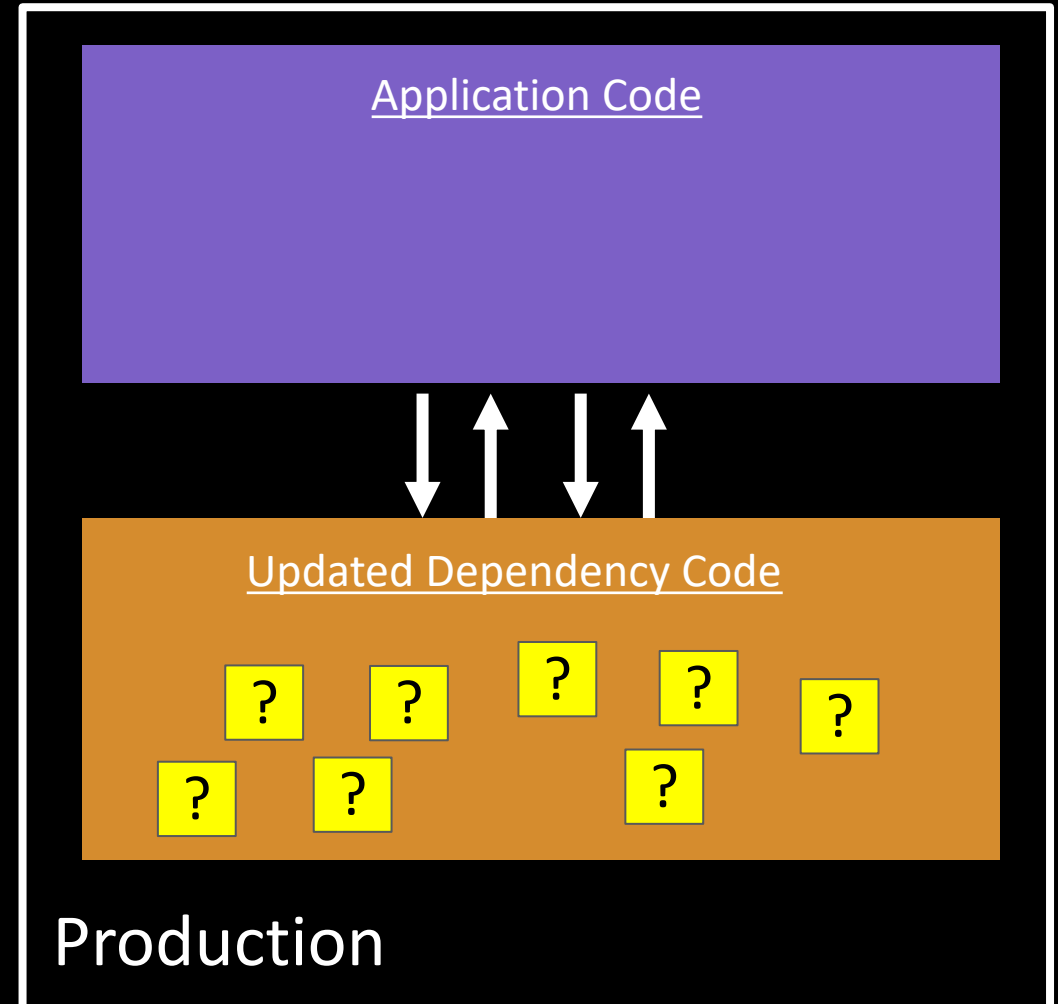 Application Code
Updated Dependency Code
? ? ? ? ?
? ? ?
Production